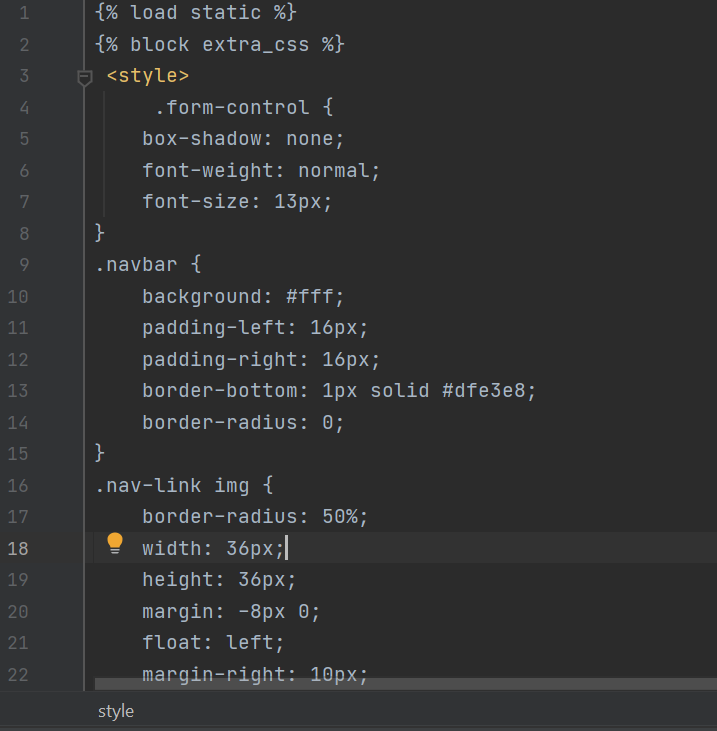 1 {% load static %}
2 {% block extra_css %}
3 <style>
4 .form-control {
5 box-shadow: none;
6 font-weight: normal;
7 font-size: 13px;
8 }
9 .navbar {
10 background: #fff;
11 padding-left: 16px;
12 padding-right: 16px;
13 border-bottom: 1px solid #dfe3e8;
14 border-radius: 0;
15 }
16 .nav-link img {
17 border-radius: 50%;
18 width: 36px;
19 height: 36px;
20 margin: -8px 0;
21 float: left;
22 margin-right: 10px;
style